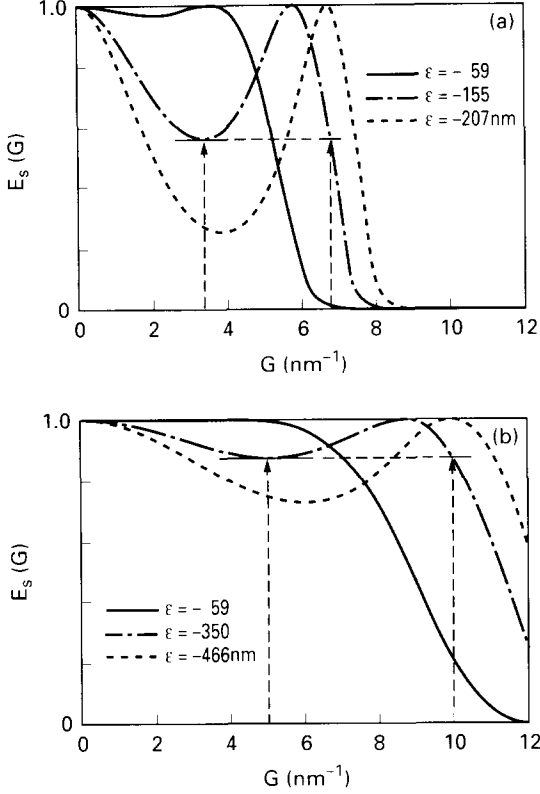 1.0
(a)
ε = – 59
ε = –155
ε = –207nm
E_s (G)
0
0 2 4 6 8 10 12
G (nm⁻¹)
1.0
(b)
E_s (G)
ε = – 59
ε = –350
ε = –466nm
0
0 2 4 6 8 10 12
G (nm⁻¹)